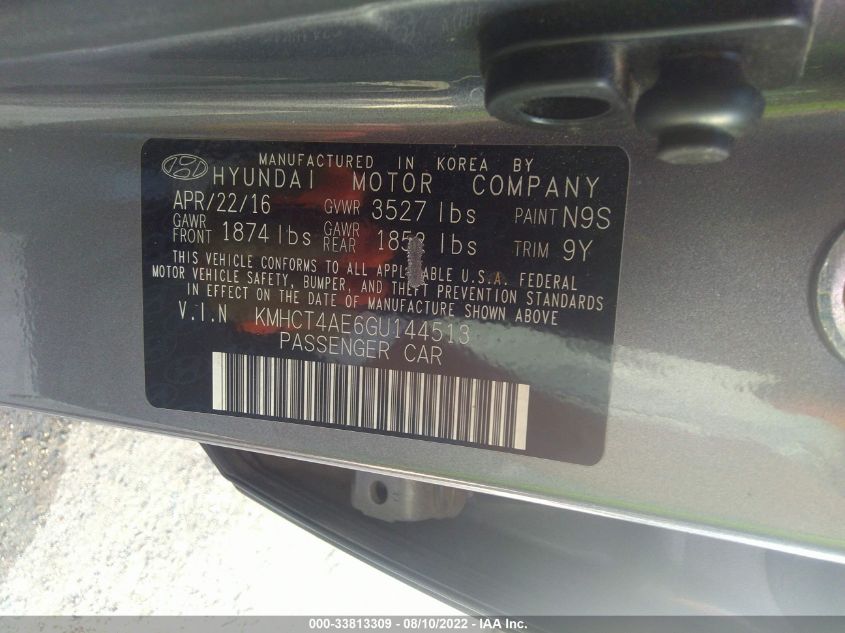 MANUFACTURED IN KOREA BY
HYUNDAI MOTOR COMPANY
APR/22/16 GVWR 3527 lbs PAINT N9S
GAWR FRONT 1874 lbs GAWR REAR lbs TRIM 9Y
THIS VEHICLE CONFORMS TO ALL APPLICABLE U.S.A. FEDERAL
MOTOR VEHICLE SAFETY, BUMPER, AND THEFT PREVENTION STANDARDS
IN EFFECT ON THE DATE OF MANUFACTURE SHOWN ABOVE
V.I.N KMHCT4AE6GU144513
PASSENGER CAR
000-33813309 - 08/10/2022 - IAA Inc.